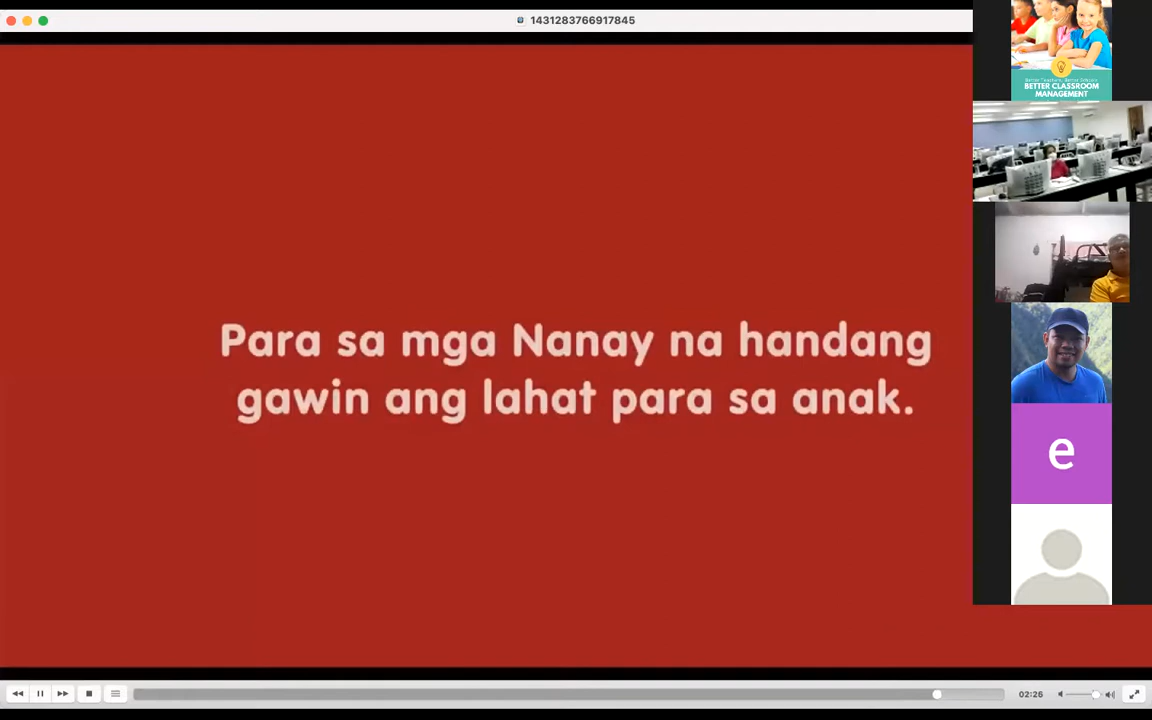 1431283766917845
Para sa mga Nanay na handang
gawin ang lahat para sa anak.
BETTER CLASSROOM
MANAGEMENT
e
02:26